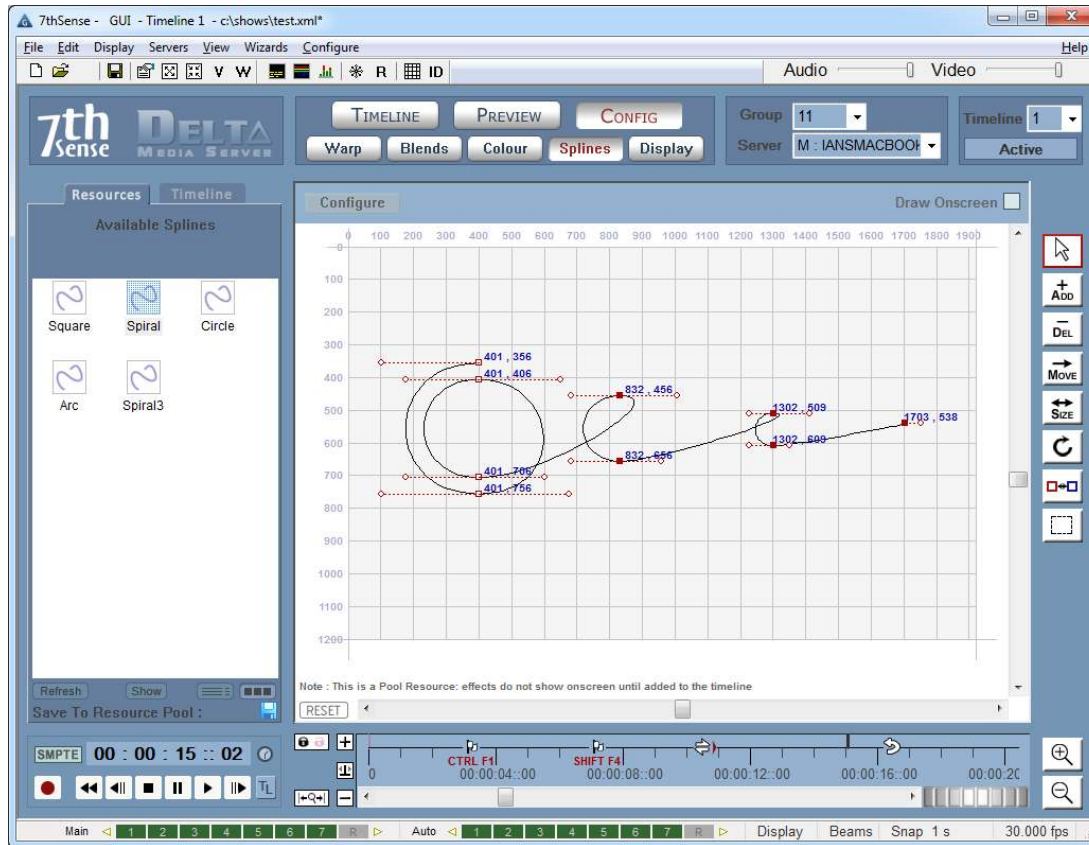 7thSense - GUI - Timeline 1 - c:\shows\test.xml*
File Edit Display Servers View Wizards Configure Help
V W R ID Audio Video
7th Sense DELTA MEDIA SERVER
TIMELINE PREVIEW CONFIG
Warp Blends Colour Splines Display
Group 11
Server M : IANSMACBOOK
Timeline 1
Active
Resources Timeline
Available Splines
Square Spiral Circle
Arc Spiral3
Refresh Show
Save To Resource Pool :
Configure Draw Onscreen
0 100 200 300 400 500 600 700 800 900 1000 1100 1200 1300 1400 1500 1600 1700 1800 1900
0
100
200
300
400
500
600
700
800
900
1000
1100
1200
401 , 356
401 , 406
832 , 456
1302 , 509
1703 , 538
1302 , 609
832 , 656
401 , 706
401 , 756
Note : This is a Pool Resource: effects do not show onscreen until added to the timeline
RESET
ADD
DEL
MOVE
SIZE
SMPTE 00 : 00 : 15 :: 02
TL
CTRL F1 SHIFT F4
0 00:00:04::00 00:00:08::00 00:00:12::00 00:00:16::00 00:00:20
Main 1 2 3 4 5 6 7 R Auto 1 2 3 4 5 6 7 R Display Beams Snap 1 s 30.000 fps